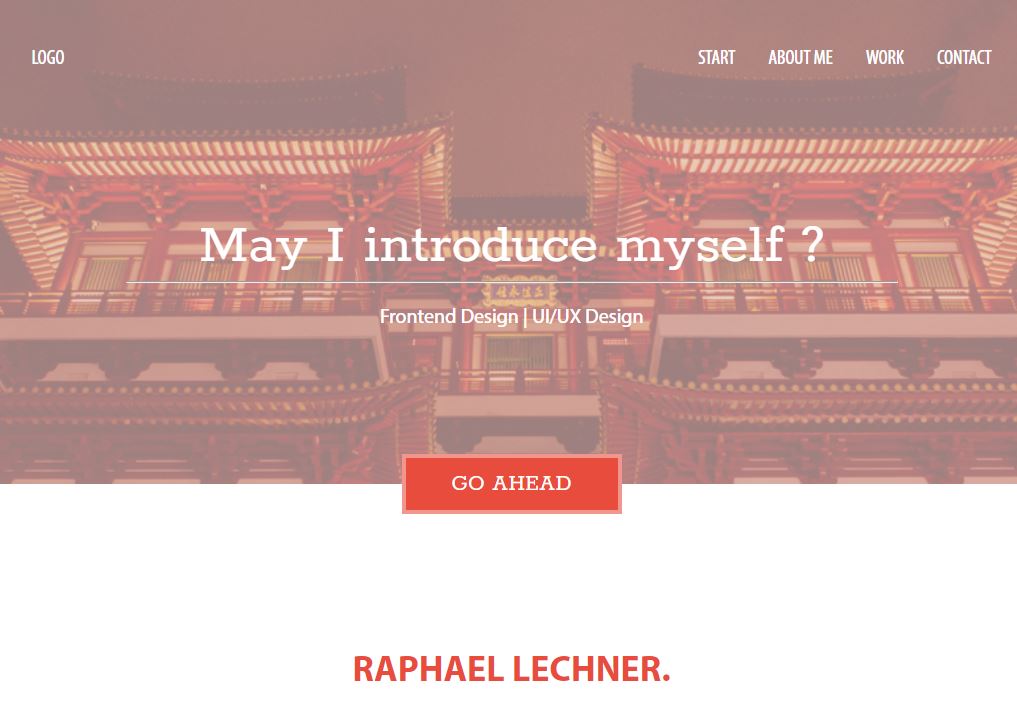 LOGO
START ABOUT ME WORK CONTACT
May I introduce myself ?
Frontend Design | UI/UX Design
GO AHEAD
RAPHAEL LECHNER.